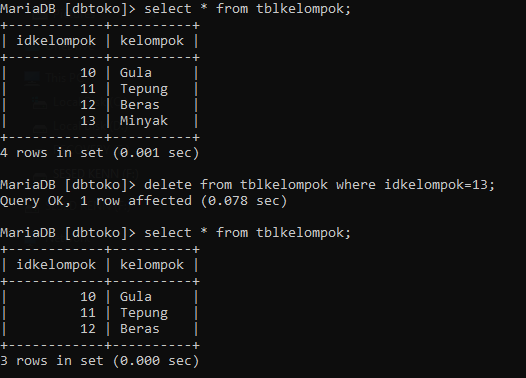 MariaDB [dbtoko]> select * from tblkelompok;
+------------+----------+
| idkelompok | kelompok |
+------------+----------+
|         10 | Gula     |
|         11 | Tepung   |
|         12 | Beras    |
|         13 | Minyak   |
+------------+----------+
4 rows in set (0.001 sec)

MariaDB [dbtoko]> delete from tblkelompok where idkelompok=13;
Query OK, 1 row affected (0.078 sec)

MariaDB [dbtoko]> select * from tblkelompok;
+------------+----------+
| idkelompok | kelompok |
+------------+----------+
|         10 | Gula     |
|         11 | Tepung   |
|         12 | Beras    |
+------------+----------+
3 rows in set (0.000 sec)